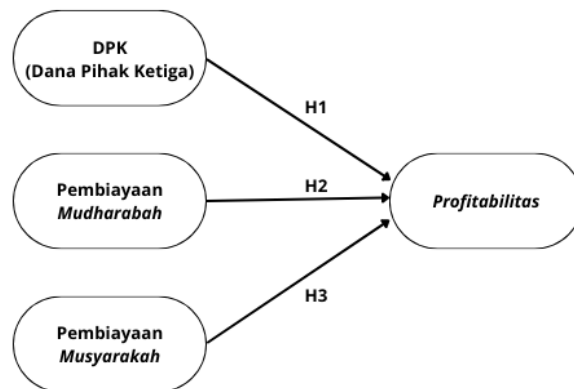 DPK
(Dana Pihak Ketiga)
H1
Pembiayaan
Mudharabah
H2
Profitabilitas
H3
Pembiayaan
Musyarakah